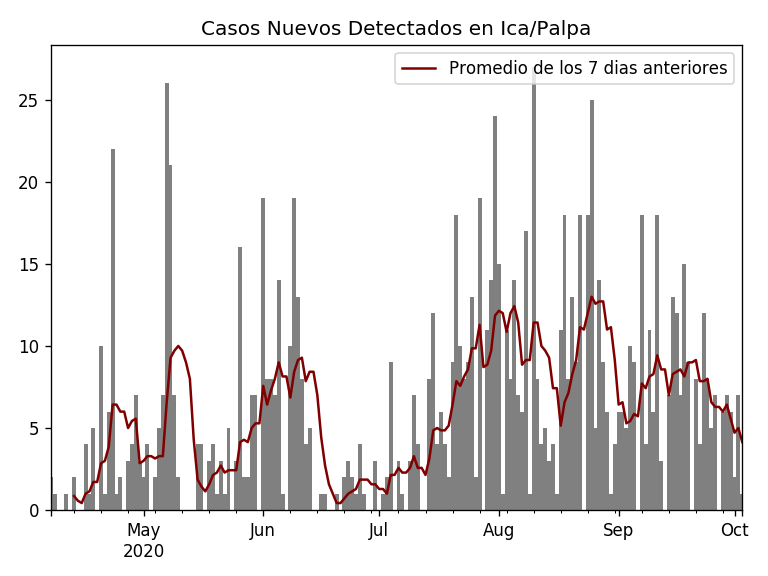 Casos Nuevos Detectados en Ica/Palpa
Promedio de los 7 dias anteriores
25
20
15
10
5
0
May
2020
Jun
Jul
Aug
Sep
Oct